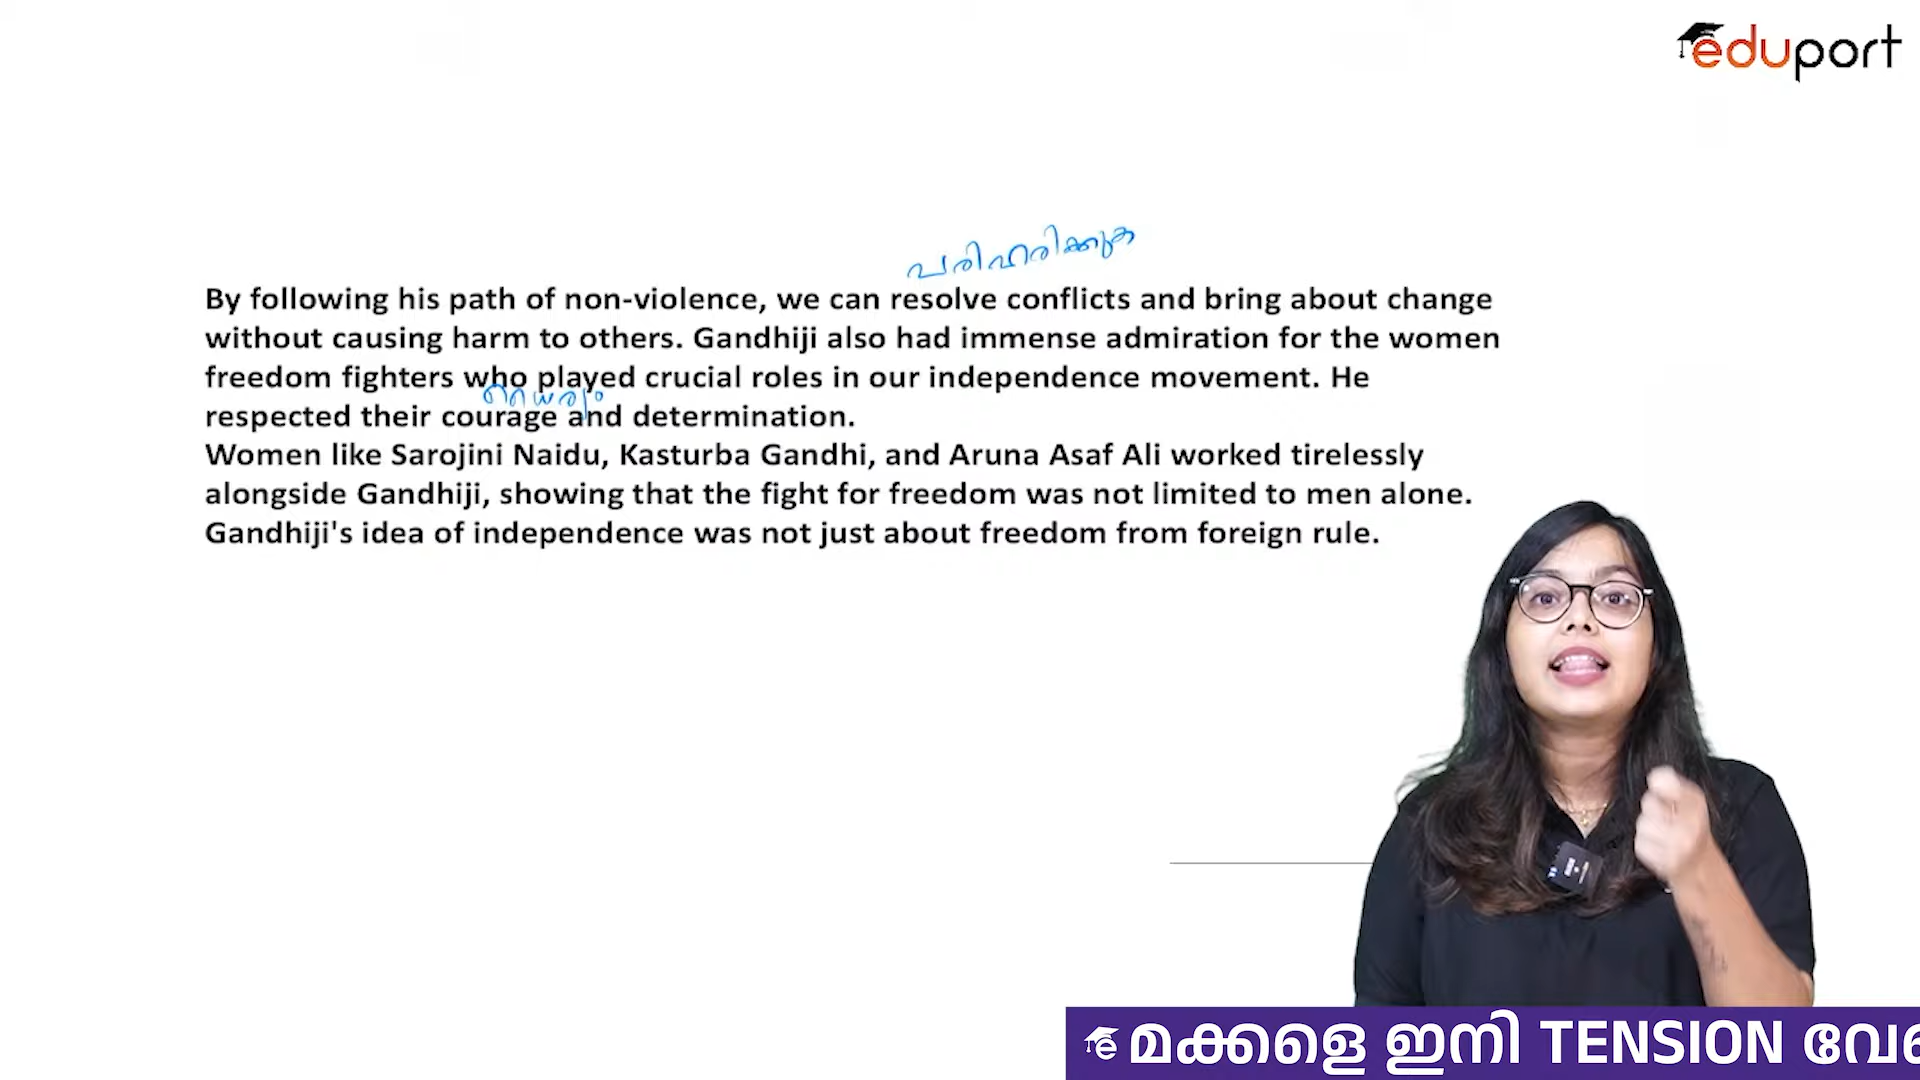 eduport
പരിഹരിക്കുക
By following his path of non-violence, we can resolve conflicts and bring about change
without causing harm to others. Gandhiji also had immense admiration for the women
freedom fighters who played crucial roles in our independence movement. He
ധൈര്യം
respected their courage and determination.
Women like Sarojini Naidu, Kasturba Gandhi, and Aruna Asaf Ali worked tirelessly
alongside Gandhiji, showing that the fight for freedom was not limited to men alone.
Gandhiji's idea of independence was not just about freedom from foreign rule.
മക്കളെ ഇനി TENSION